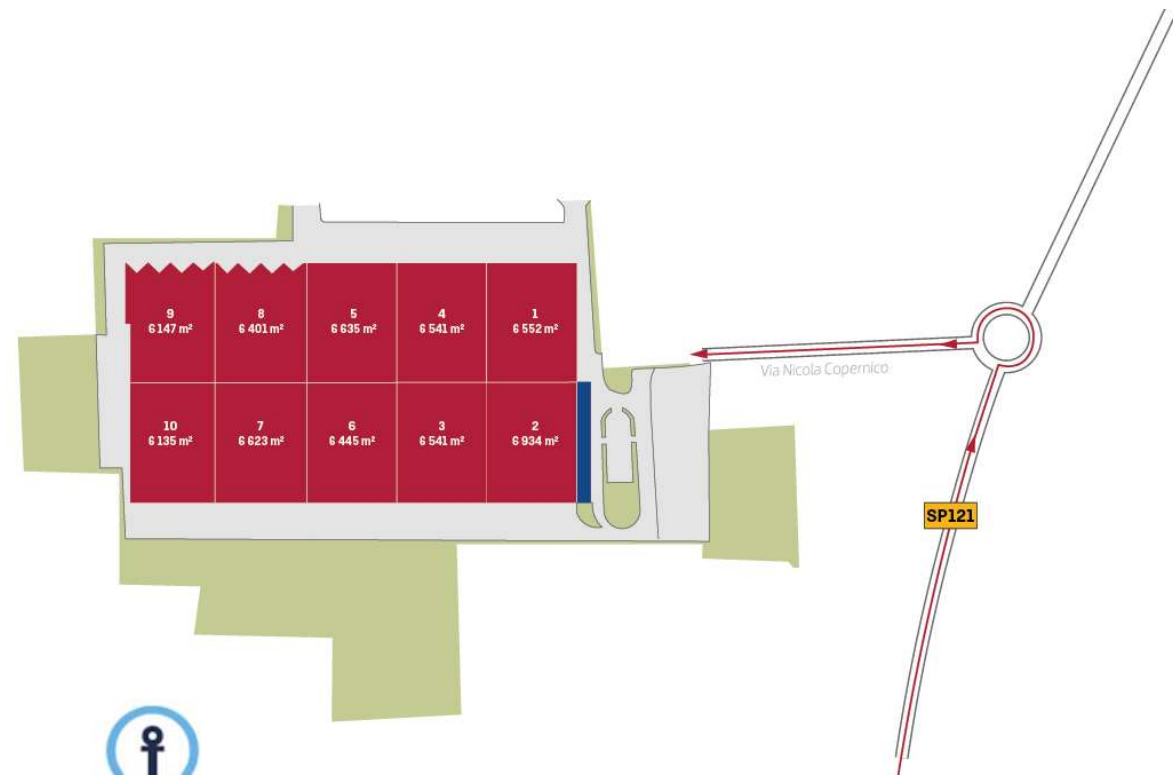 9
6 147 m²
8
6 401 m²
5
6 635 m²
4
6 541 m²
1
6 552 m²
Via Nicola Copernico
10
6 135 m²
7
6 623 m²
6
6 445 m²
3
6 541 m²
2
6 934 m²
SP121